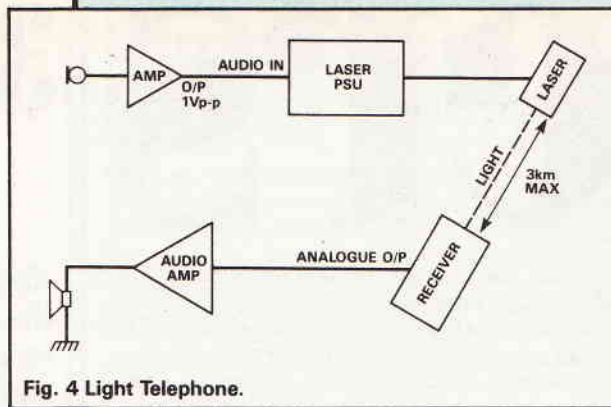 AMP
O/P
1Vp-p
AUDIO IN
LASER
PSU
LASER
LIGHT
3km
MAX
RECEIVER
ANALOGUE O/P
AUDIO
AMP
Fig. 4 Light Telephone.